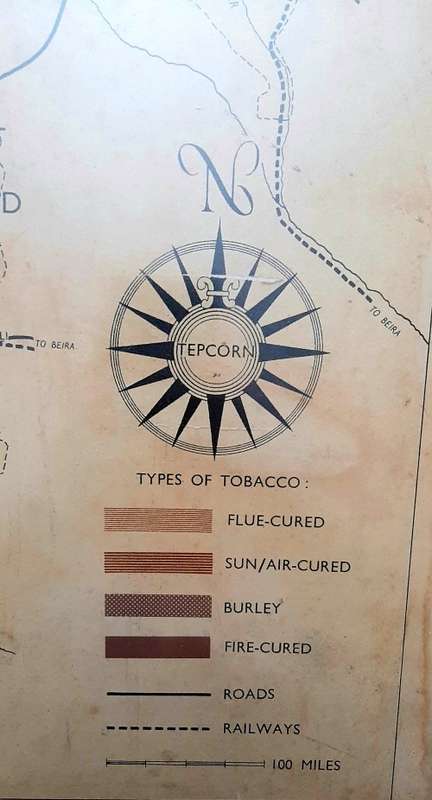 N
D
TO BEIRA
TO BEIRA
TEPCORN
TYPES OF TOBACCO:
FLUE-CURED
SUN/AIR-CURED
BURLEY
FIRE-CURED
ROADS
RAILWAYS
100 MILES